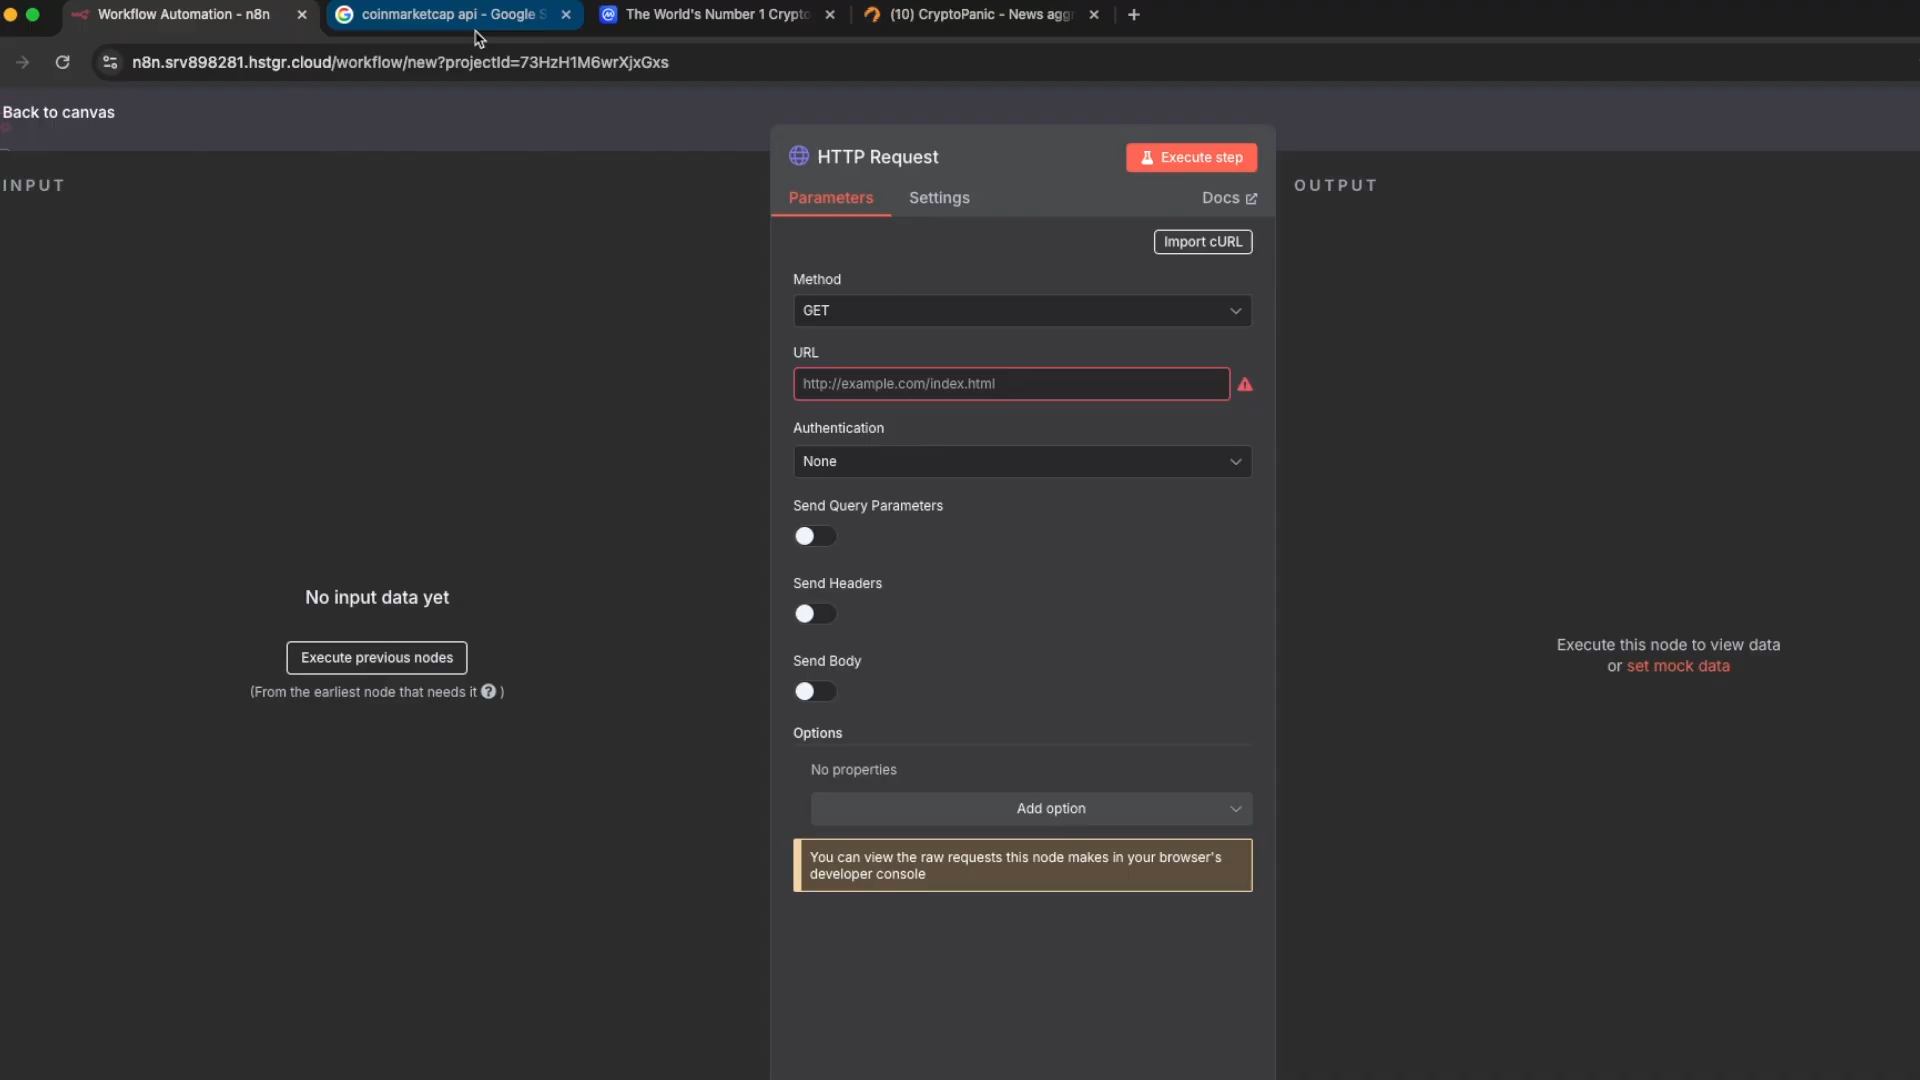 Workflow Automation - n8n
coinmarketcap api - Google S
The World's Number 1 Crypto
(10) CryptoPanic - News aggr
n8n.srv898281.hstgr.cloud/workflow/new?projectId=73HzH1M6wrXjxGxs
Back to canvas
HTTP Request
Execute step
INPUT
OUTPUT
Parameters
Settings
Docs
Import cURL
Method
GET
URL
http://example.com/index.html
Authentication
None
Send Query Parameters
Send Headers
No input data yet
Execute previous nodes
(From the earliest node that needs it ? )
Execute this node to view data
or set mock data
Send Body
Options
No properties
Add option
You can view the raw requests this node makes in your browser's
developer console